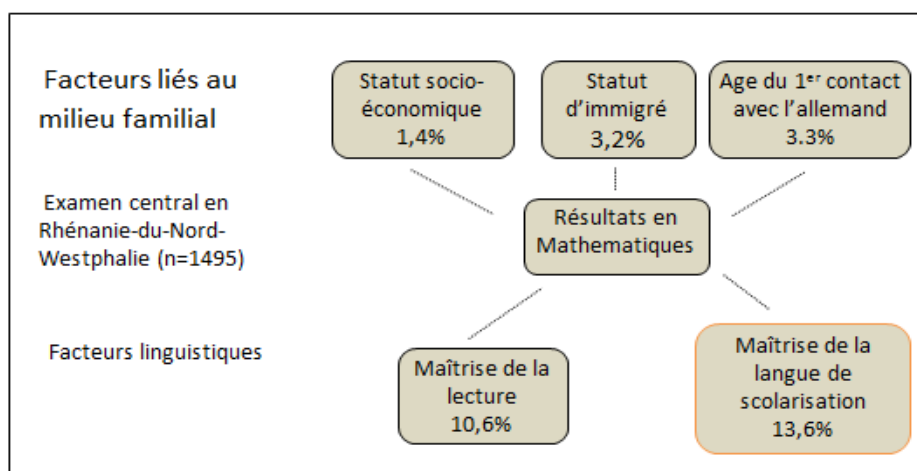 Facteurs liés au
milieu familial
Statut socio-
économique
1,4%
Statut
d’immigré
3,2%
Age du 1er contact
avec l’allemand
3.3%
Examen central en
Rhénanie-du-Nord-
Westphalie (n=1495)
Résultats en
Mathematiques
Facteurs linguistiques
Maîtrise de la
lecture
10,6%
Maîtrise de la
langue de
scolarisation
13,6%